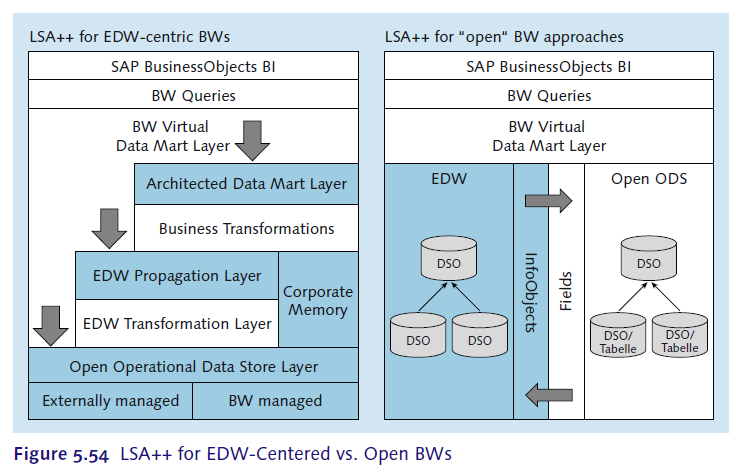 LSA++ for EDW-centric BWs
SAP BusinessObjects BI
BW Queries
BW Virtual
Data Mart Layer
Architected Data Mart Layer
Business Transformations
EDW Propagation Layer
Corporate
Memory
EDW Transformation Layer
Open Operational Data Store Layer
Externally managed
BW managed
LSA++ for “open“ BW approaches
SAP BusinessObjects BI
BW Queries
BW Virtual
Data Mart Layer
EDW
InfoObjects
Fields
Open ODS
DSO
DSO
DSO
DSO
DSO/
Tabelle
DSO/
Tabelle
Figure 5.54 LSA++ for EDW-Centered vs. Open BWs